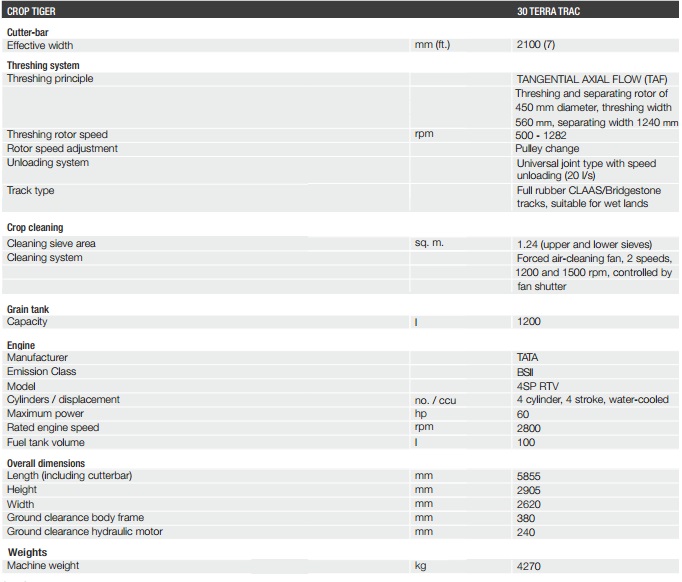 CROP TIGER 30 TERRA TRAC
Cutter-bar
Effective width mm (ft.) 2100 (7)
Threshing system
Threshing principle TANGENTIAL AXIAL FLOW (TAF)
Threshing and separating rotor of
450 mm diameter, threshing width
560 mm, separating width 1240 mm
Threshing rotor speed rpm 500 - 1282
Rotor speed adjustment Pulley change
Unloading system Universal joint type with speed
unloading (20 l/s)
Track type Full rubber CLAAS/Bridgestone
tracks, suitable for wet lands
Crop cleaning
Cleaning sieve area sq. m. 1.24 (upper and lower sieves)
Cleaning system Forced air-cleaning fan, 2 speeds,
1200 and 1500 rpm, controlled by
fan shutter
Grain tank
Capacity l 1200
Engine
Manufacturer TATA
Emission Class BSII
Model 4SP RTV
Cylinders / displacement no. / ccu 4 cylinder, 4 stroke, water-cooled
Maximum power hp 60
Rated engine speed rpm 2800
Fuel tank volume l 100
Overall dimensions
Length (including cutterbar) mm 5855
Height mm 2905
Width mm 2620
Ground clearance body frame mm 380
Ground clearance hydraulic motor mm 240
Weights
Machine weight kg 4270